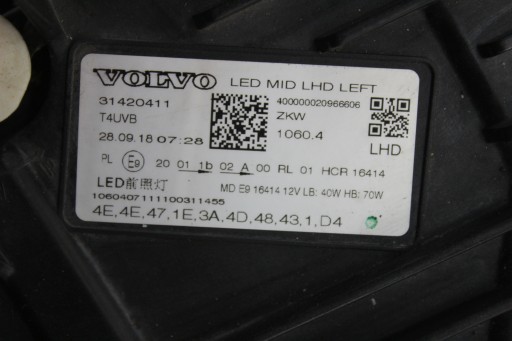 VOLVO LED MID LHD LEFT
31420411 400000020966606
T4UVB ZKW
28.09.18 07:28 1060.4
LHD
PL E9 20 01 1b 02 A 00 RL 01 HCR 16414
LED前照灯 MD E9 16414 12V LB: 40W HB: 70W
1060407111100311455
4E,4E,47,1E,3A,4D,48,43,1,D4